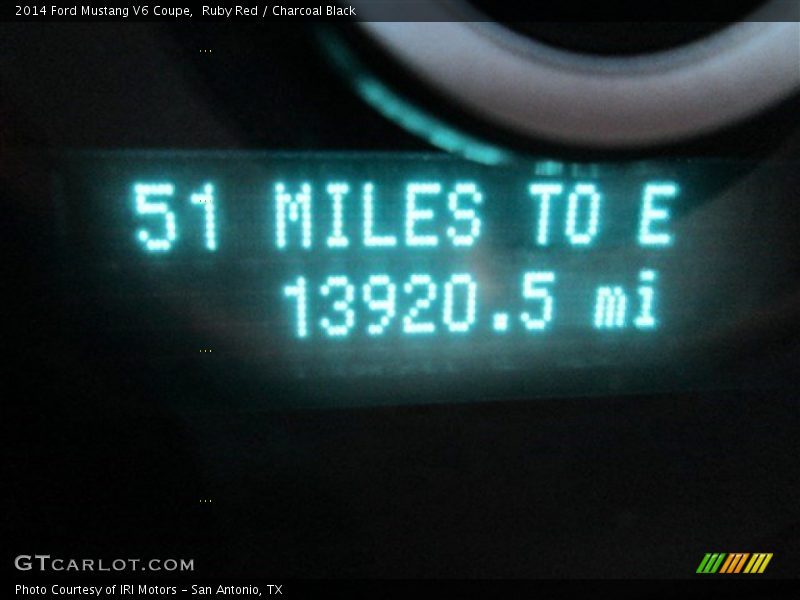 2014 Ford Mustang V6 Coupe,  Ruby Red / Charcoal Black
51 MILES TO E
13920.5 mi
GTCARLOT.COM
Photo Courtesy of IRI Motors - San Antonio, TX